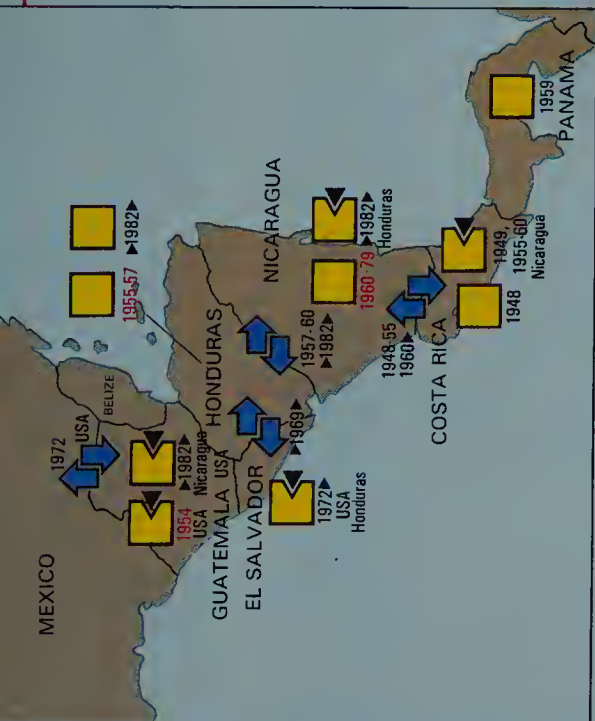 MEXICO
1972
USA
BELIZE
1954
USA
▶1982▶
Nicaragua
USA
GUATEMALA
EL SALVADOR
1972▶
USA
Honduras
▶1969▶
HONDURAS
1955-57
▶1982▶
1957-60
▶1982▶
NICARAGUA
1960-79
▶1982▶
Honduras
1948-55
1960▶
COSTA RICA
1948
1949,
1955-60
Nicaragua
1959
PANAMA